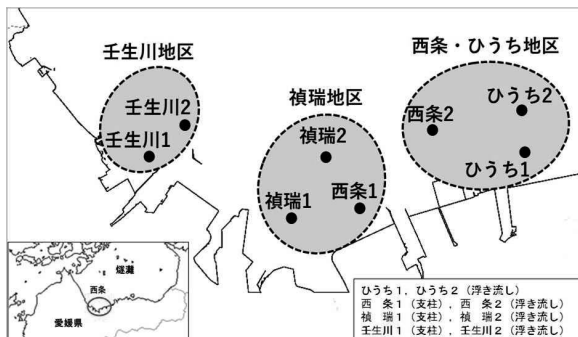 壬生川地区
西条・ひうち地区
禎瑞地区
壬生川2
壬生川1
禎瑞2
禎瑞1
西条1
西条2
ひうち2
ひうち1
燧灘
西条
愛媛県
ひうち1，ひうち2（浮き流し）
西　条1（支柱），西　条2（浮き流し）
禎　瑞1（支柱），禎　瑞2（浮き流し）
壬生川1（支柱），壬生川2（浮き流し）